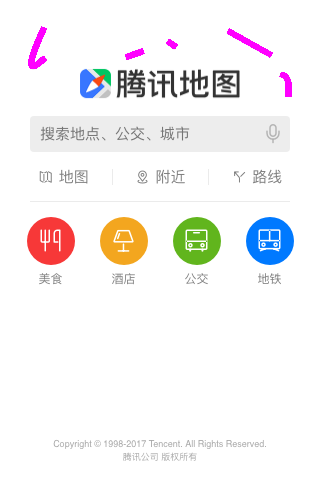 腾讯地图
搜索地点、公交、城市
地图 附近 路线
美食 酒店 公交 地铁
Copyright © 1998-2017 Tencent. All Rights Reserved.
腾讯公司 版权所有